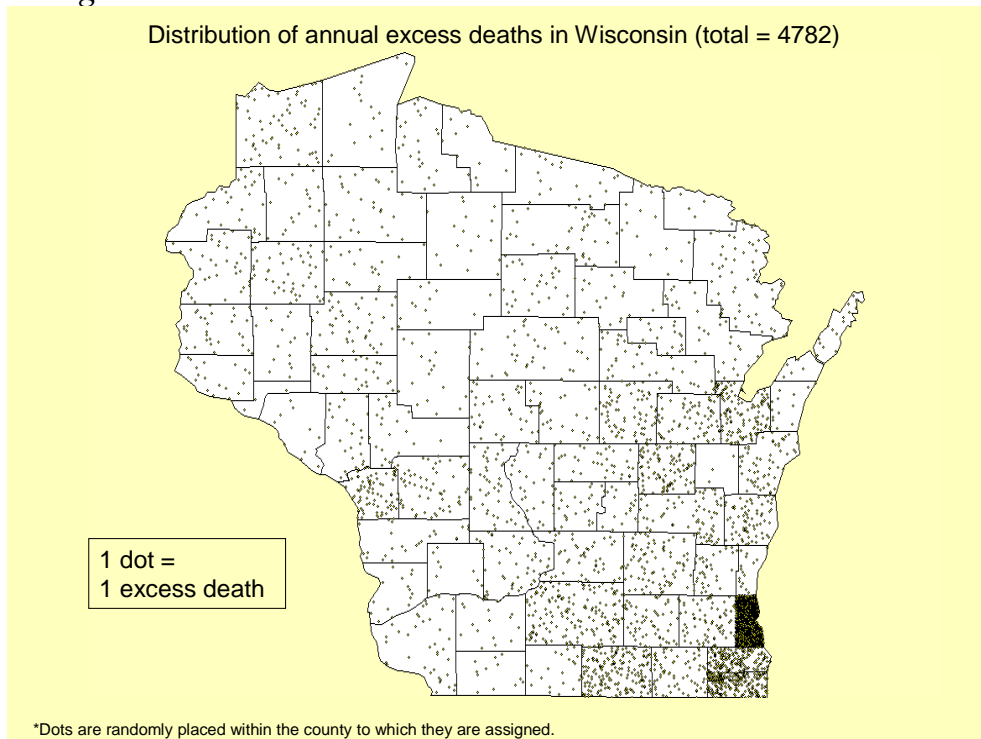 Distribution of annual excess deaths in Wisconsin (total = 4782)
1 dot =
1 excess death
*Dots are randomly placed within the county to which they are assigned.